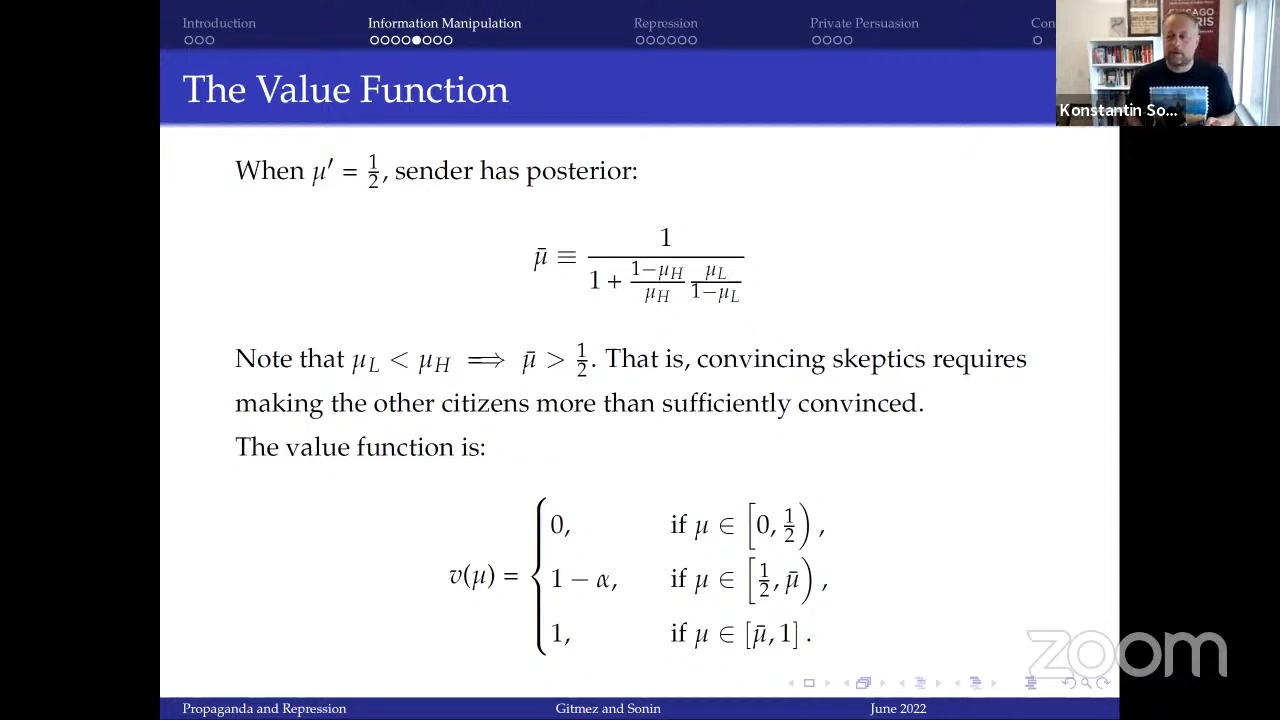 Introduction Information Manipulation Repression Private Persuasion Con
The Value Function
Konstantin So...
When μ′ = 1/2, sender has posterior:
μ̄ ≡ 1 / (1 + (1−μ_H)/μ_H · μ_L/(1−μ_L))
Note that μ_L < μ_H ⟹ μ̄ > 1/2. That is, convincing skeptics requires
making the other citizens more than sufficiently convinced.
The value function is:
v(μ) = { 0, if μ ∈ [0, 1/2),
1 − α, if μ ∈ [1/2, μ̄),
1, if μ ∈ [μ̄, 1].
zoom
Propaganda and Repression Gitmez and Sonin June 2022